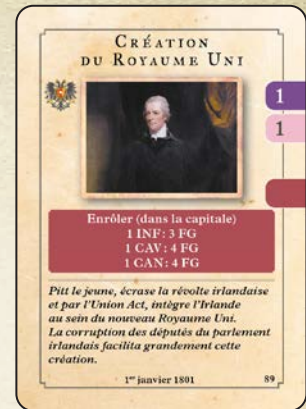 CRÉATION
DU ROYAUME UNI
1
1
Enrôler (dans la capitale)
1 INF: 3 FG
1 CAV: 4 FG
1 CAN: 4 FG
Pitt le jeune, écrase la révolte irlandaise
et par l'Union Act, intègre l'Irlande
au sein du nouveau Royaume Uni.
La corruption des députés du parlement
irlandais facilita grandement cette
création.
1er janvier 1801 89